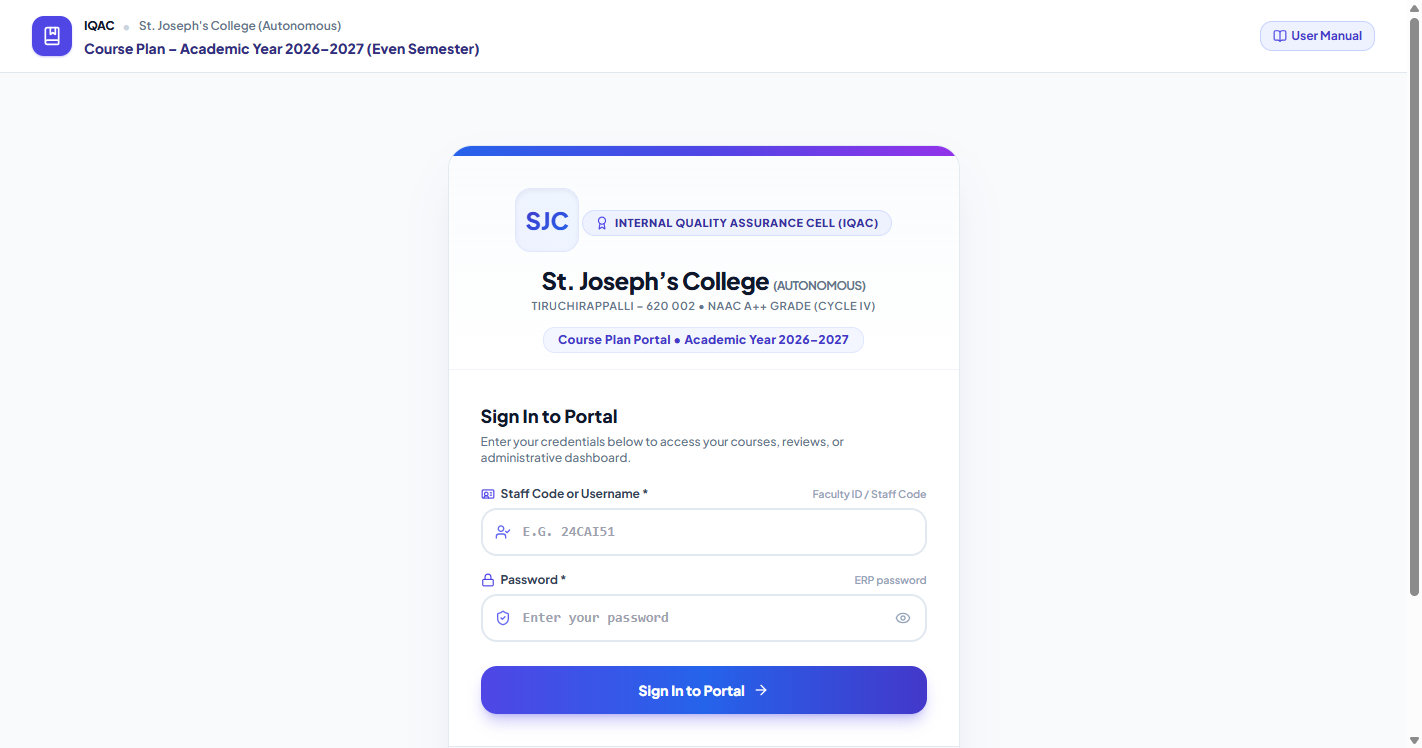 IQAC • St. Joseph's College (Autonomous)
Course Plan – Academic Year 2026–2027 (Even Semester)
User Manual
SJC
INTERNAL QUALITY ASSURANCE CELL (IQAC)
St. Joseph’s College (AUTONOMOUS)
TIRUCHIRAPPALLI – 620 002 • NAAC A++ GRADE (CYCLE IV)
Course Plan Portal • Academic Year 2026–2027
Sign In to Portal
Enter your credentials below to access your courses, reviews, or
administrative dashboard.
Staff Code or Username * Faculty ID / Staff Code
E.G. 24CAI51
Password * ERP password
Enter your password
Sign In to Portal →